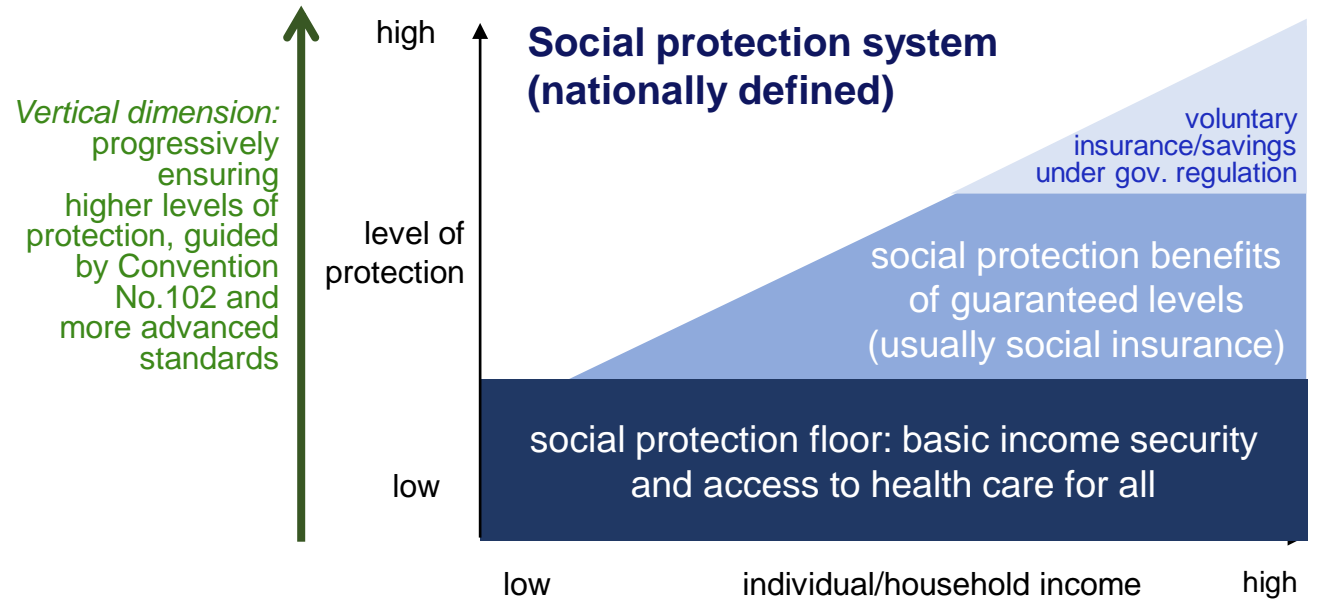 high
Social protection system
(nationally defined)
Vertical dimension:
progressively
ensuring
higher levels of
protection, guided
by Convention
No.102 and
more advanced
standards
voluntary
insurance/savings
under gov. regulation
level of
protection
social protection benefits
of guaranteed levels
(usually social insurance)
social protection floor: basic income security
and access to health care for all
low
low
individual/household income
high